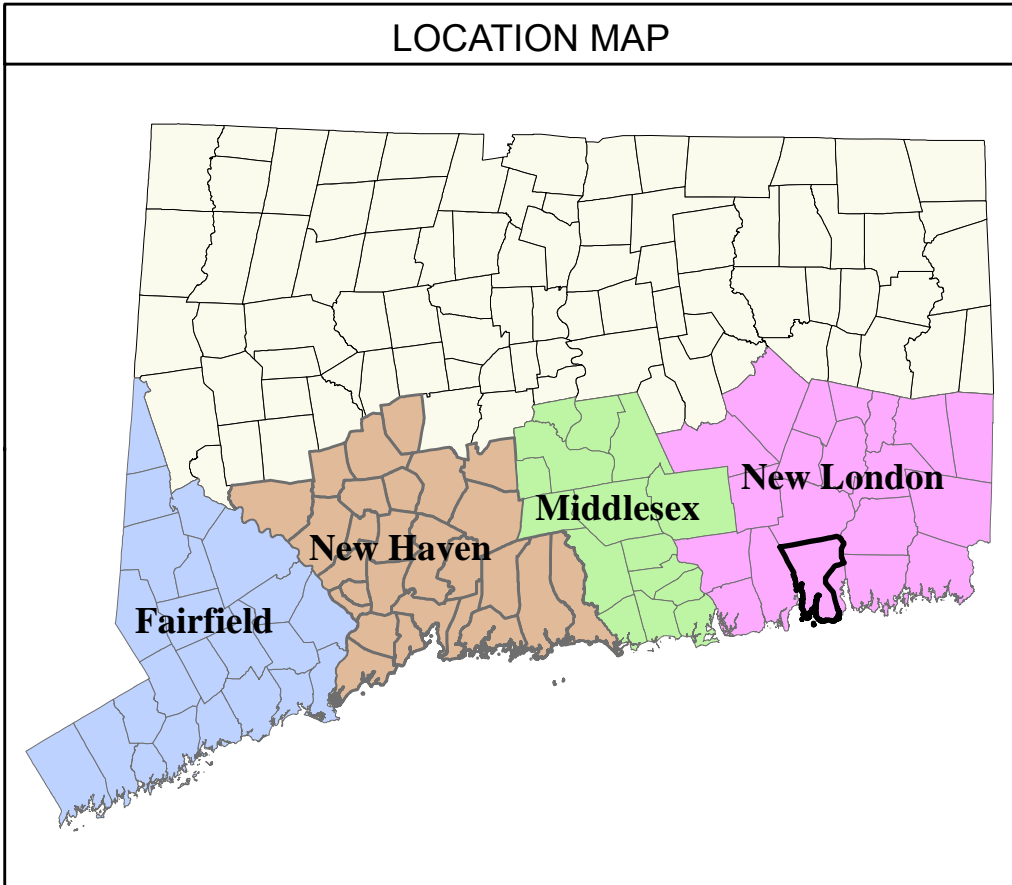 LOCATION MAP
New London
Middlesex
New Haven
Fairfield